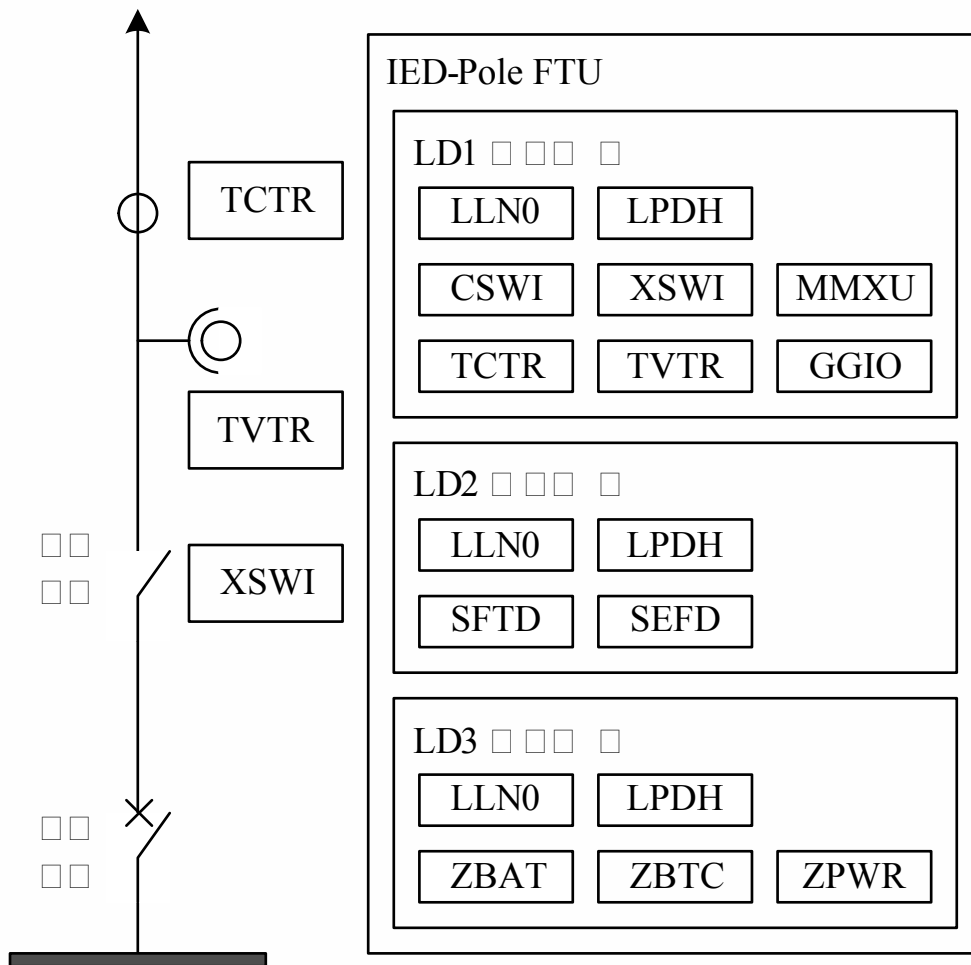 IED-Pole FTU
LD1
LLN0 LPDH
CSWI XSWI MMXU
TCTR TVTR GGIO
LD2
LLN0 LPDH
SFTD SEFD
LD3
LLN0 LPDH
ZBAT ZBTC ZPWR
TCTR
TVTR
XSWI